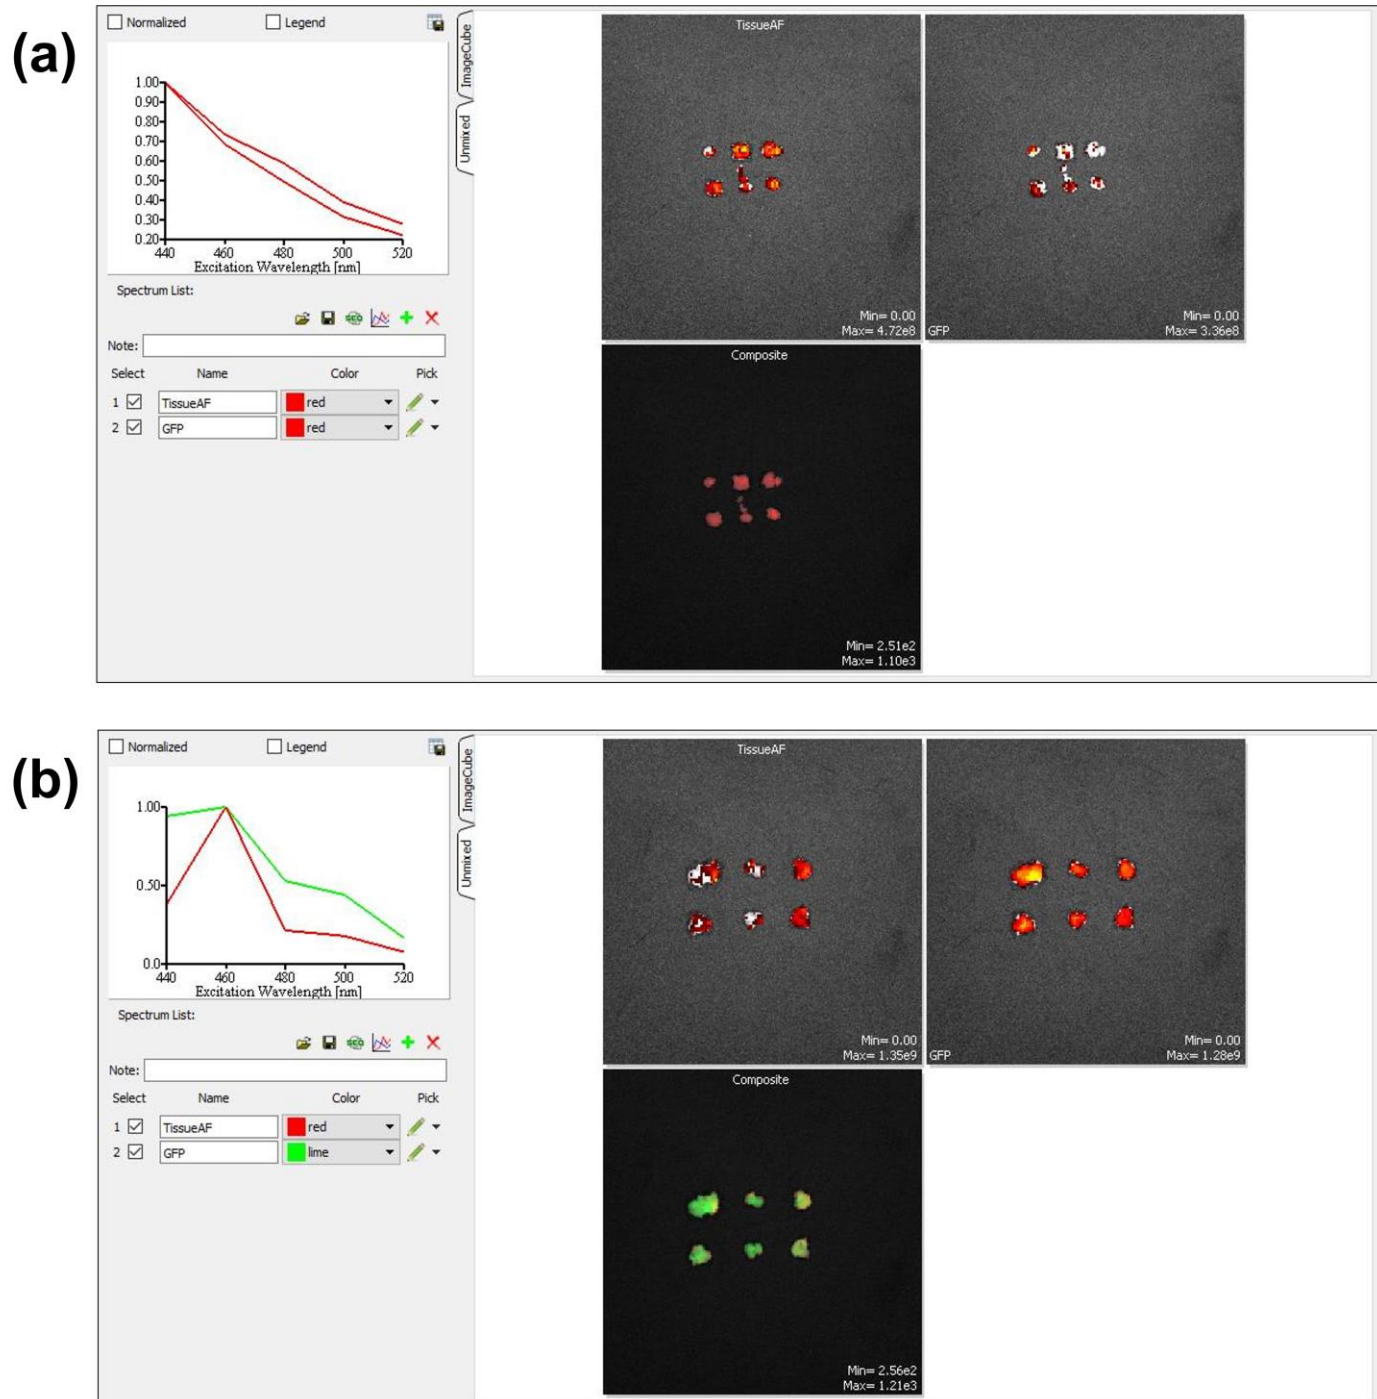 (a)
Normalized Legend
1.00
0.90
0.80
0.70
0.60
0.50
0.40
0.30
0.20
440 460 480 500 520
Excitation Wavelength [nm]
Spectrum List:
Note:
Select Name Color Pick
1 TissueAF red
2 GFP red
ImageCube
Unmixed
TissueAF
Min= 0.00
Max= 4.72e8
GFP
Min= 0.00
Max= 3.36e8
Composite
Min= 2.51e2
Max= 1.10e3
(b)
Normalized Legend
1.00
0.50
0.0
440 460 480 500 520
Excitation Wavelength [nm]
Spectrum List:
Note:
Select Name Color Pick
1 TissueAF red
2 GFP lime
ImageCube
Unmixed
TissueAF
Min= 0.00
Max= 1.35e9
GFP
Min= 0.00
Max= 1.28e9
Composite
Min= 2.56e2
Max= 1.21e3